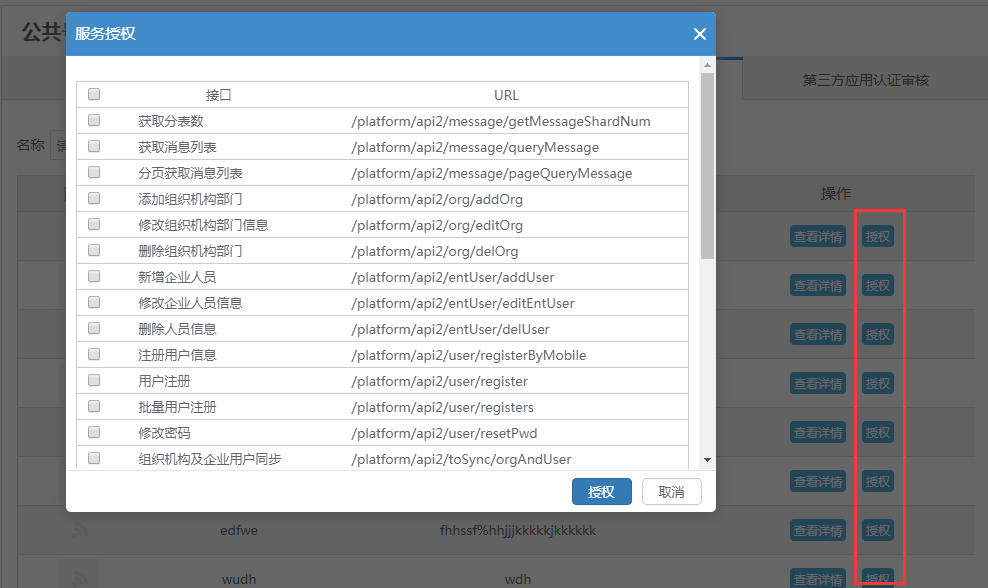 公共
服务授权
第三方应用认证审核
名称 请
接口 URL
获取分表数 /platform/api2/message/getMessageShardNum
获取消息列表 /platform/api2/message/queryMessage
分页获取消息列表 /platform/api2/message/pageQueryMessage
添加组织机构部门 /platform/api2/org/addOrg
修改组织机构部门信息 /platform/api2/org/editOrg
删除组织机构部门 /platform/api2/org/delOrg
新增企业人员 /platform/api2/entUser/addUser
修改企业人员信息 /platform/api2/entUser/editEntUser
删除人员信息 /platform/api2/entUser/delUser
注册用户信息 /platform/api2/user/registerByMobile
用户注册 /platform/api2/user/register
批量用户注册 /platform/api2/user/registers
修改密码 /platform/api2/user/resetPwd
组织机构及企业用户同步 /platform/api2/toSync/orgAndUser
授权 取消
操作
查看详情 授权
查看详情 授权
查看详情 授权
查看详情 授权
查看详情 授权
查看详情 授权
edfwe fhhssf%hhjjjkkkkkjkkkkkk 查看详情 授权
wudh wdh 查看详情 授权